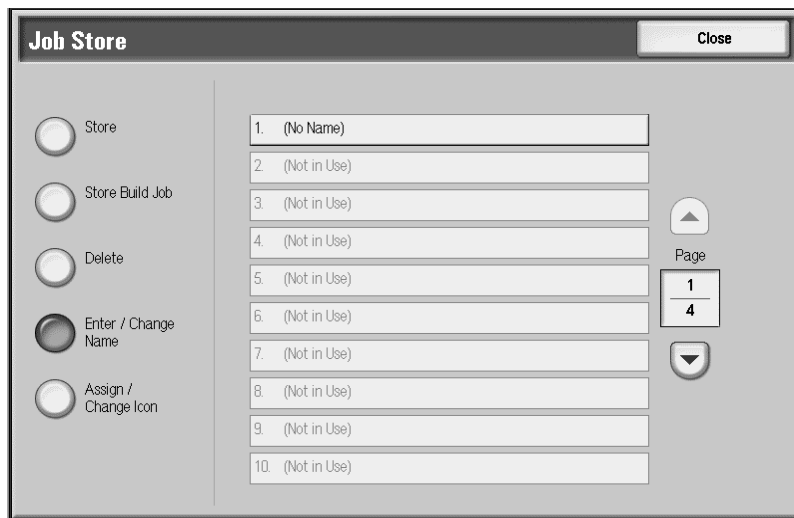 Job Store
Close
Store
Store Build Job
Delete
Enter / Change
Name
Assign /
Change Icon
1. (No Name)
2. (Not in Use)
3. (Not in Use)
4. (Not in Use)
5. (Not in Use)
6. (Not in Use)
7. (Not in Use)
8. (Not in Use)
9. (Not in Use)
10. (Not in Use)
Page
1
4